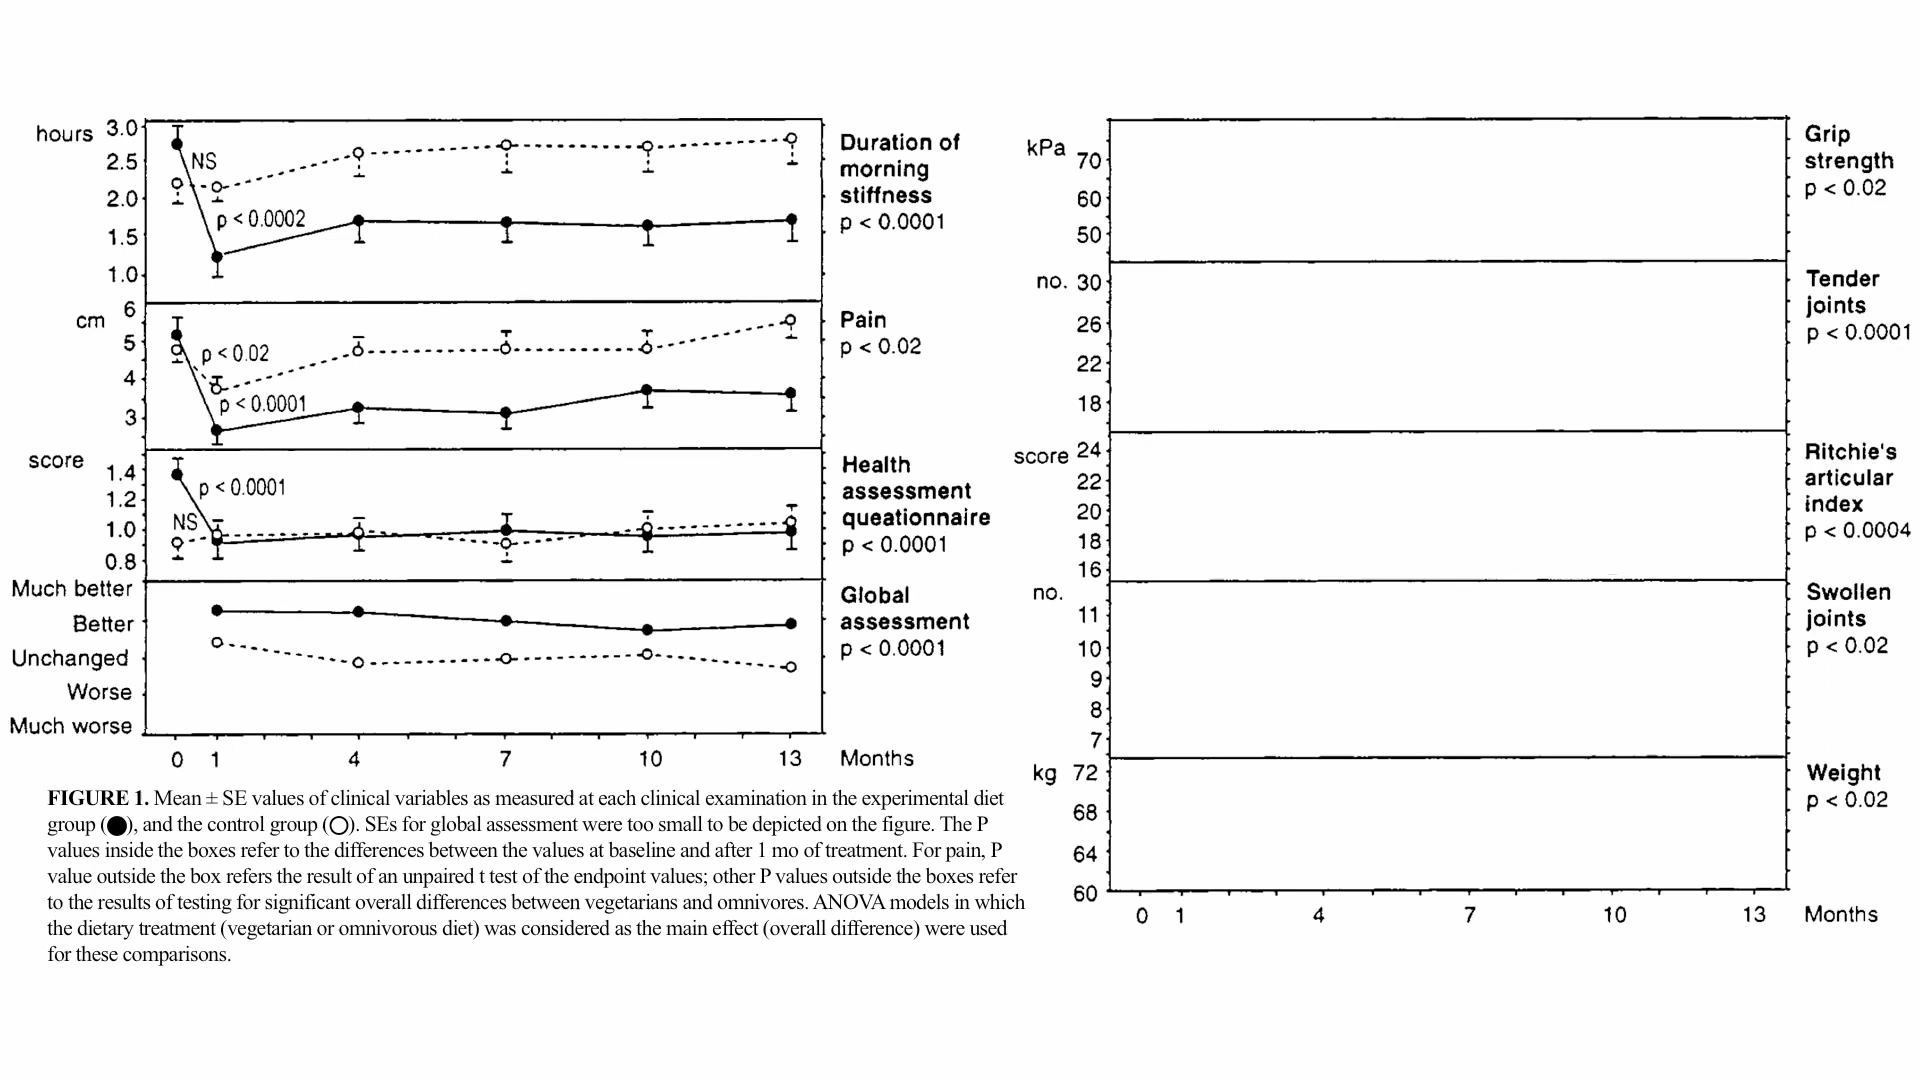 hours
3.0
2.5
2.0
1.5
1.0
NS
p < 0.0002
Duration of
morning
stiffness
p < 0.0001
cm
6
5
4
3
p < 0.02
p < 0.0001
Pain
p < 0.02
score
1.4
1.2
1.0
0.8
p < 0.0001
NS
Health
assessment
queationnaire
p < 0.0001
Much better
Better
Unchanged
Worse
Much worse
Global
assessment
p < 0.0001
0 1 4 7 10 13 Months
FIGURE 1. Mean ± SE values of clinical variables as measured at each clinical examination in the experimental diet
group (●), and the control group (○). SEs for global assessment were too small to be depicted on the figure. The P
values inside the boxes refer to the differences between the values at baseline and after 1 mo of treatment. For pain, P
value outside the box refers the result of an unpaired t test of the endpoint values; other P values outside the boxes refer
to the results of testing for significant overall differences between vegetarians and omnivores. ANOVA models in which
the dietary treatment (vegetarian or omnivorous diet) was considered as the main effect (overall difference) were used
for these comparisons.
kPa
70
60
50
Grip
strength
p < 0.02
no.
30
26
22
18
Tender
joints
p < 0.0001
score
24
22
20
18
16
Ritchie's
articular
index
p < 0.0004
no.
11
10
9
8
7
Swollen
joints
p < 0.02
kg
72
68
64
60
Weight
p < 0.02
0 1 4 7 10 13 Months